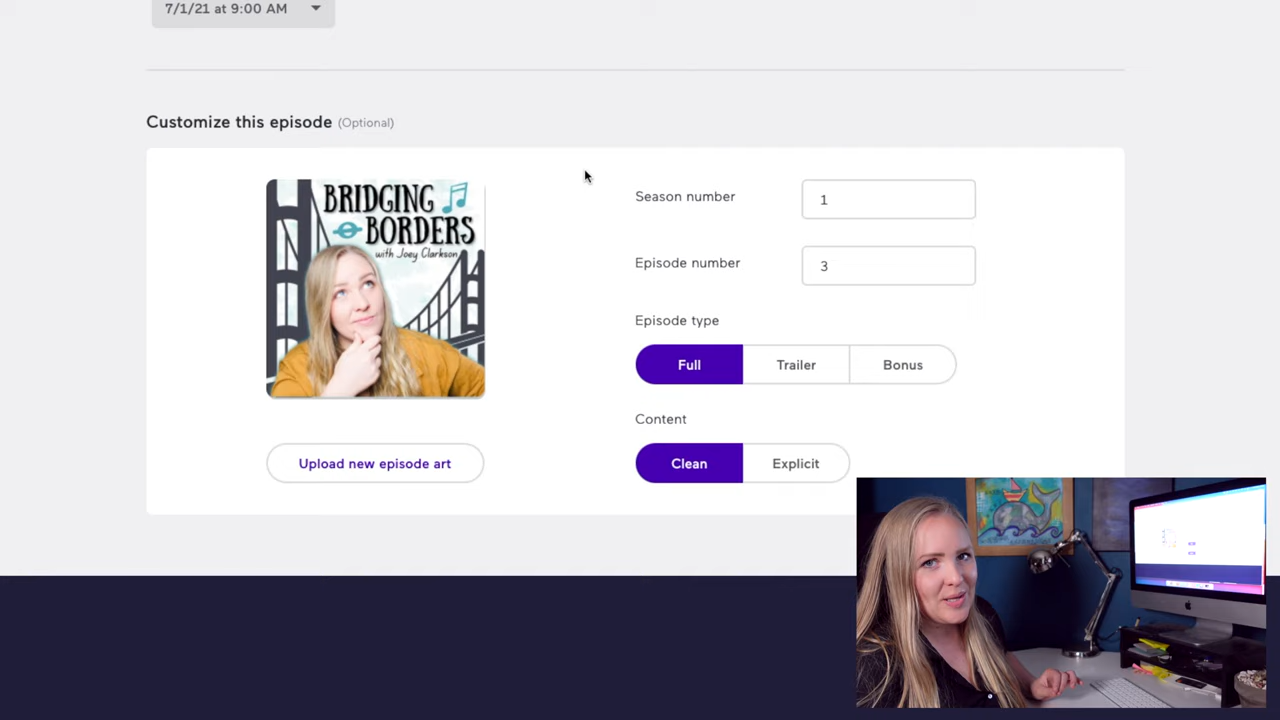 7/1/21 at 9:00 AM
Customize this episode (Optional)
BRIDGING
BORDERS
with Joey Clarkson
Upload new episode art
Season number
1
Episode number
3
Episode type
Full
Trailer
Bonus
Content
Clean
Explicit